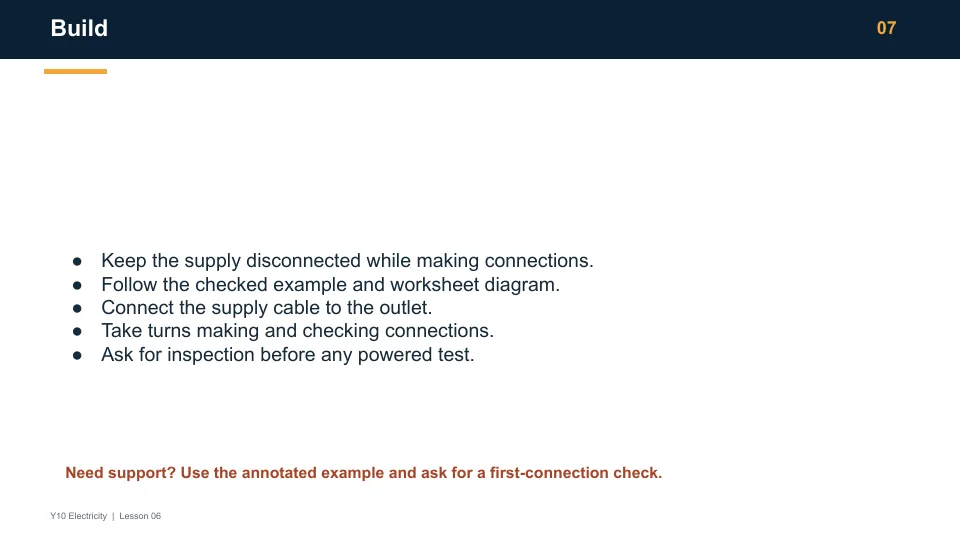 Build
07
● Keep the supply disconnected while making connections.
● Follow the checked example and worksheet diagram.
● Connect the supply cable to the outlet.
● Take turns making and checking connections.
● Ask for inspection before any powered test.
Need support? Use the annotated example and ask for a first-connection check.
Y10 Electricity | Lesson 06